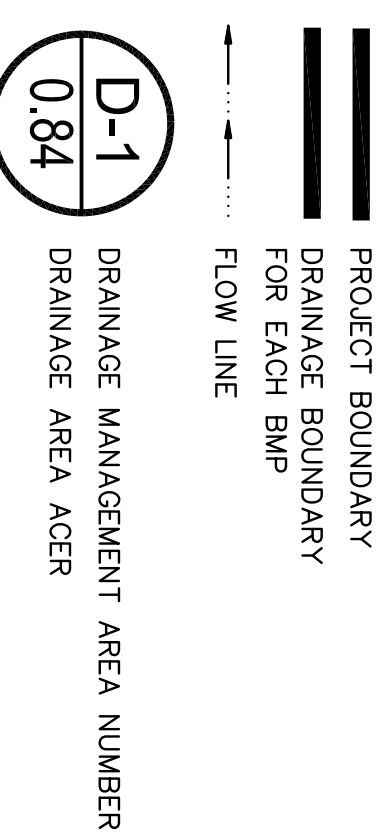 PROJECT BOUNDARY
DRAINAGE BOUNDARY
FOR EACH BMP
FLOW LINE
D-1
0.84
DRAINAGE MANAGEMENT AREA NUMBER
DRAINAGE AREA ACER